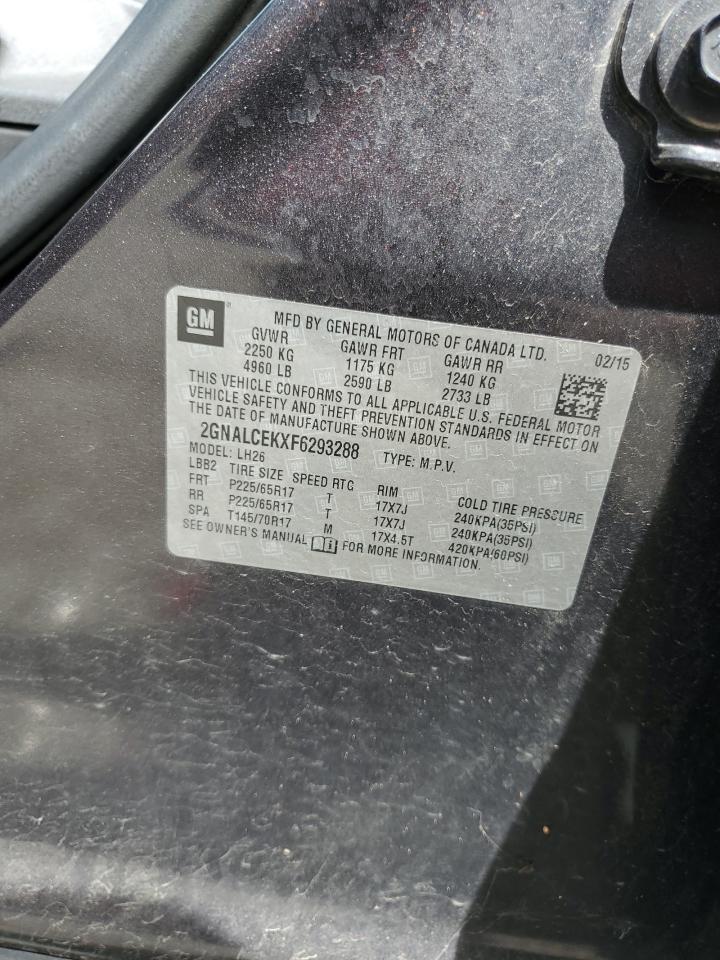 GM
MFD BY GENERAL MOTORS OF CANADA LTD. 02/15
GVWR GAWR FRT GAWR RR
2250 KG 1175 KG 1240 KG
4960 LB 2590 LB 2733 LB
THIS VEHICLE CONFORMS TO ALL APPLICABLE U.S. FEDERAL MOTOR
VEHICLE SAFETY AND THEFT PREVENTION STANDARDS IN EFFECT ON
THE DATE OF MANUFACTURE SHOWN ABOVE.
2GNALCEKXF6293288 TYPE: M.P.V.
MODEL: LH26
LBB2 TIRE SIZE SPEED RTG RIM COLD TIRE PRESSURE
FRT P225/65R17 T 17X7J 240KPA(35PSI)
RR P225/65R17 T 17X7J 240KPA(35PSI)
SPA T145/70R17 M 17X4.5T 420KPA(60PSI)
SEE OWNER'S MANUAL FOR MORE INFORMATION.